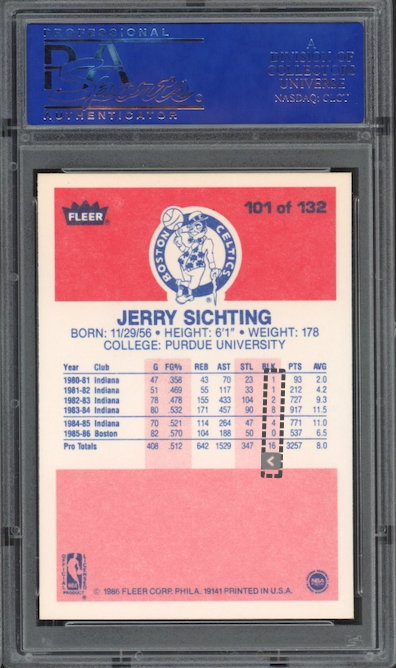 PROFESSIONAL
PSA
Sports
AUTHENTICATOR
A
DIVISION OF
COLLECTORS
UNIVERSE
NASDAQ: CLCT
FLEER
101 of 132
BOSTON CELTICS
JERRY SICHTING
BORN: 11/29/56 • HEIGHT: 6'1" • WEIGHT: 178
COLLEGE: PURDUE UNIVERSITY
Year Club G FG% REB AST STL BLK PTS AVG
1980-81 Indiana 47 .358 43 70 23 1 93 2.0
1981-82 Indiana 51 .469 55 117 33 1 212 4.2
1982-83 Indiana 78 .478 155 433 104 2 727 9.3
1983-84 Indiana 80 .532 171 457 90 8 917 11.5
1984-85 Indiana 70 .521 114 264 47 4 771 11.0
1985-86 Boston 82 .570 104 188 50 0 537 6.5
Pro Totals 408 .512 642 1529 347 16 3257 8.0
NBA
PRODUCT
© 1986 FLEER CORP. PHILA. 19141 PRINTED IN U.S.A.